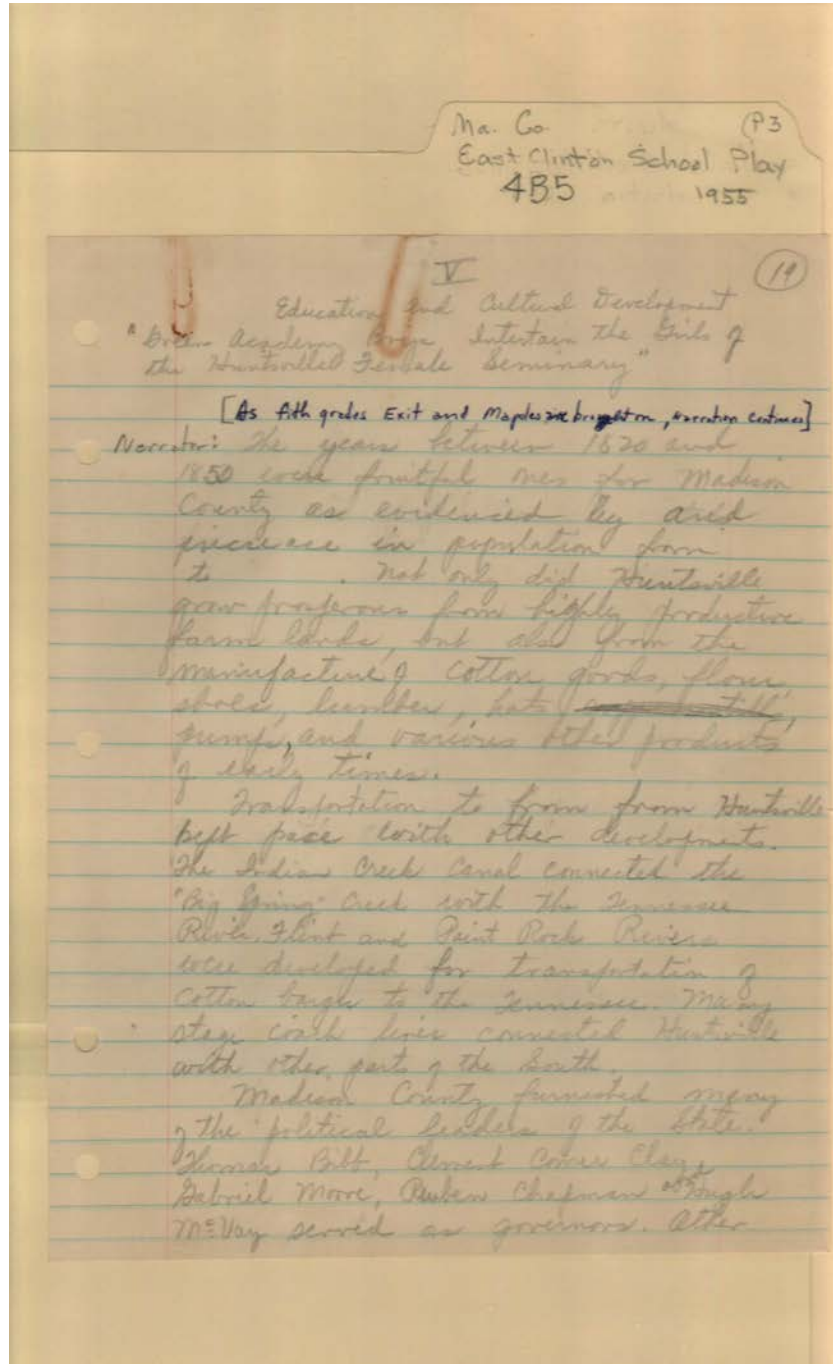 Ma. Co. P3
East Clinton School Play
4B5 1955
V 19
Education and Cultural Development
"Green Academy Boys Intertain The Girls of
the Huntsville Female Seminary"
[As fifth grades Exit and Maples are brought on, narration continues]
Narrator: The years between 1820 and
1850 were fruitful ones for Madison
County as evidenced by
increase in population from
to . Not only did Huntsville
grow prosperous from highly productive
farm lands, but also from the
manufacture of cotton goods, flour,
shoes, lumber, hats,
pumps, and various other products
of early times.
Transportation to from from Huntsville
kept pace with other developments.
The Indian Creek Canal connected the
"Big Spring" Creek with the Tennessee
River. Flint and Paint Rock Rivers
were developed for transportation of
cotton barges to the Tennessee. Many
stage coach lines connected Huntsville
with other parts of the South.
Madison County furnished many
of the political leaders of the State.
Thomas Bibb, Clement Comer Clay,
Gabriel Moore, Reuben Chapman and Hugh
McVay served as governors. Other